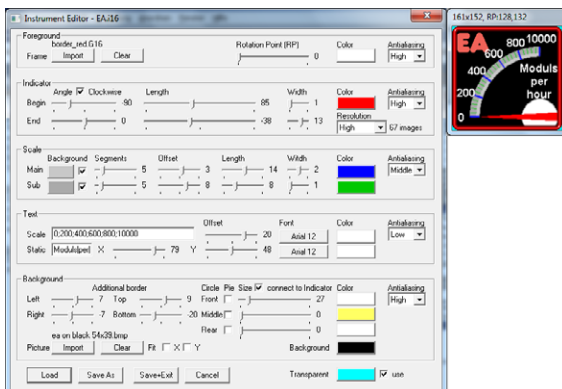 Instrument Editor - EA.i16
161x152, RP:128,132
Foreground
border_red.G16
Frame Import Clear
Rotation Point (RP) 0
Color
Antialiasing
High
Indicator
Angle Clockwise Length Width Color Antialiasing
Begin -90 85 1 High
End 0 -38 13
Resolution
High 67 images
Scale
Background Segments Offset Length Witdh Color Antialiasing
Main 5 3 14 2 Middle
Sub 5 8 8 1
Text
Offset Font Color Antialiasing
Scale 0;200;400;600;800;10000 20 Arial 12 Low
Static Moduls|per| X 79 Y 48 Arial 12
Background
Additional border Circle Pie Size connect to Indicator Color Antialiasing
Left 7 Top 9 Front 27 High
Right -7 Bottom -20 Middle 0
Rear 0
ea on black 54x39.bmp
Picture Import Clear Fit X Y Background
Load Save As Save+Exit Cancel Transparent use
EA
0
200
400
600
800
10000
Moduls
per
hour